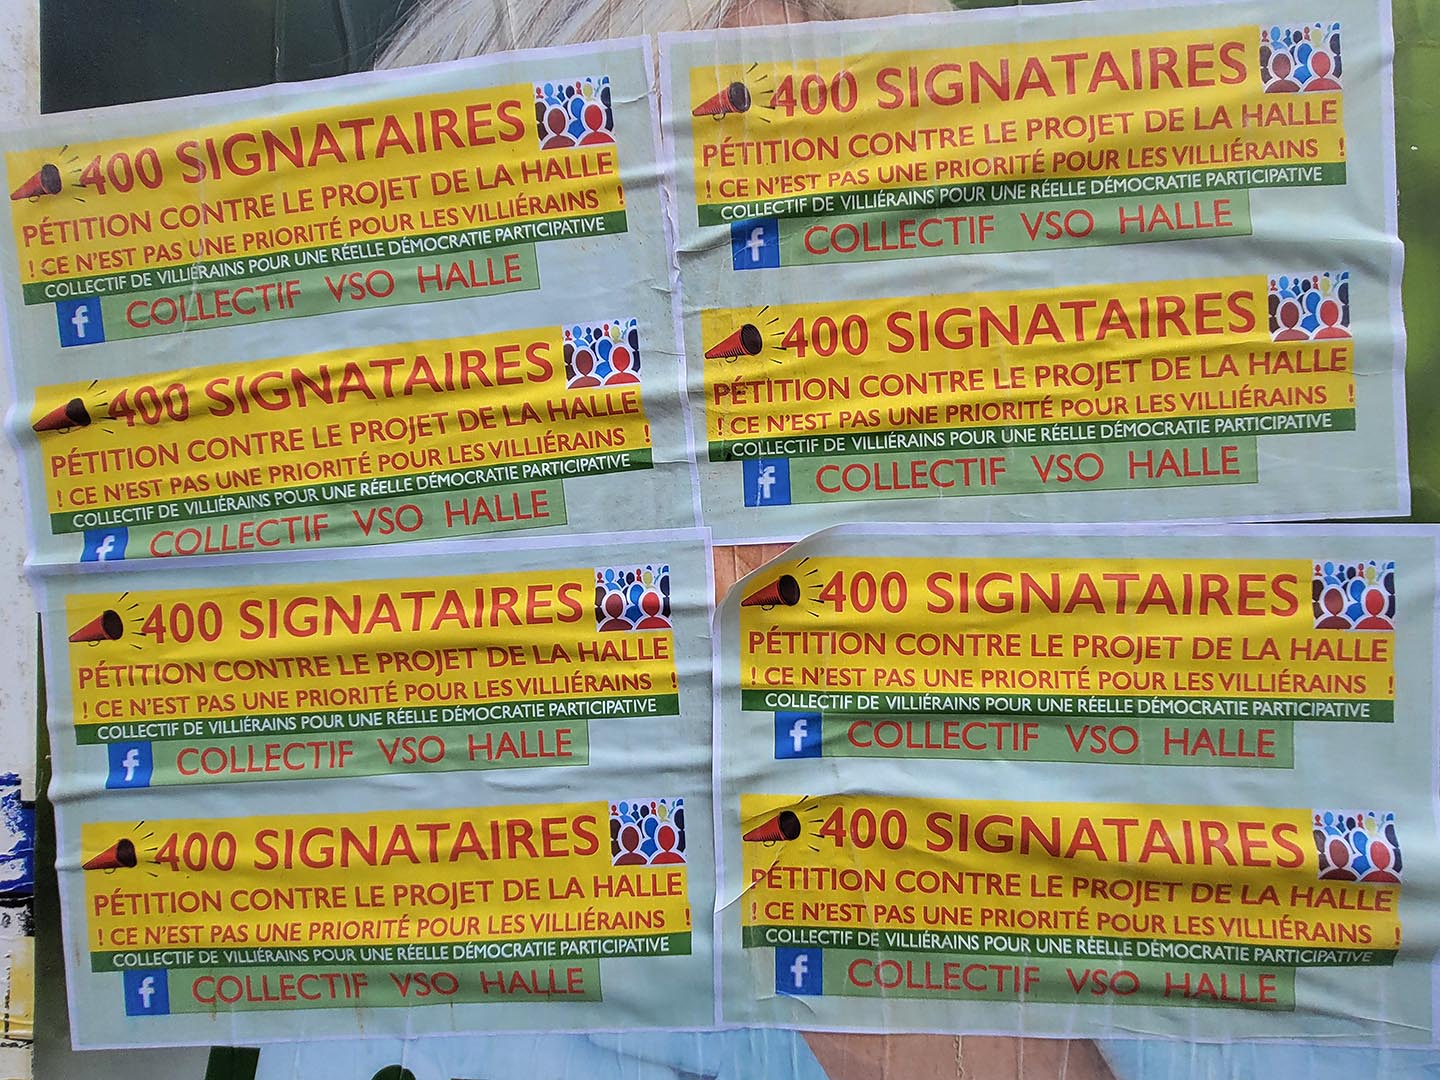 400 SIGNATAIRES
PÉTITION CONTRE LE PROJET DE LA HALLE
! CE N'EST PAS UNE PRIORITÉ POUR LES VILLIÉRAINS !
COLLECTIF DE VILLIÉRAINS POUR UNE RÉELLE DÉMOCRATIE PARTICIPATIVE
f COLLECTIF VSO HALLE
400 SIGNATAIRES
PÉTITION CONTRE LE PROJET DE LA HALLE
! CE N'EST PAS UNE PRIORITÉ POUR LES VILLIÉRAINS !
COLLECTIF DE VILLIÉRAINS POUR UNE RÉELLE DÉMOCRATIE PARTICIPATIVE
f COLLECTIF VSO HALLE
400 SIGNATAIRES
PÉTITION CONTRE LE PROJET DE LA HALLE
! CE N'EST PAS UNE PRIORITÉ POUR LES VILLIÉRAINS !
COLLECTIF DE VILLIÉRAINS POUR UNE RÉELLE DÉMOCRATIE PARTICIPATIVE
f COLLECTIF VSO HALLE
400 SIGNATAIRES
PÉTITION CONTRE LE PROJET DE LA HALLE
! CE N'EST PAS UNE PRIORITÉ POUR LES VILLIÉRAINS !
COLLECTIF DE VILLIÉRAINS POUR UNE RÉELLE DÉMOCRATIE PARTICIPATIVE
f COLLECTIF VSO HALLE
400 SIGNATAIRES
PÉTITION CONTRE LE PROJET DE LA HALLE
! CE N'EST PAS UNE PRIORITÉ POUR LES VILLIÉRAINS !
COLLECTIF DE VILLIÉRAINS POUR UNE RÉELLE DÉMOCRATIE PARTICIPATIVE
f COLLECTIF VSO HALLE
400 SIGNATAIRES
PÉTITION CONTRE LE PROJET DE LA HALLE
! CE N'EST PAS UNE PRIORITÉ POUR LES VILLIÉRAINS !
COLLECTIF DE VILLIÉRAINS POUR UNE RÉELLE DÉMOCRATIE PARTICIPATIVE
f COLLECTIF VSO HALLE
400 SIGNATAIRES
PÉTITION CONTRE LE PROJET DE LA HALLE
! CE N'EST PAS UNE PRIORITÉ POUR LES VILLIÉRAINS !
COLLECTIF DE VILLIÉRAINS POUR UNE RÉELLE DÉMOCRATIE PARTICIPATIVE
f COLLECTIF VSO HALLE
400 SIGNATAIRES
PÉTITION CONTRE LE PROJET DE LA HALLE
! CE N'EST PAS UNE PRIORITÉ POUR LES VILLIÉRAINS !
COLLECTIF DE VILLIÉRAINS POUR UNE RÉELLE DÉMOCRATIE PARTICIPATIVE
f COLLECTIF VSO HALLE